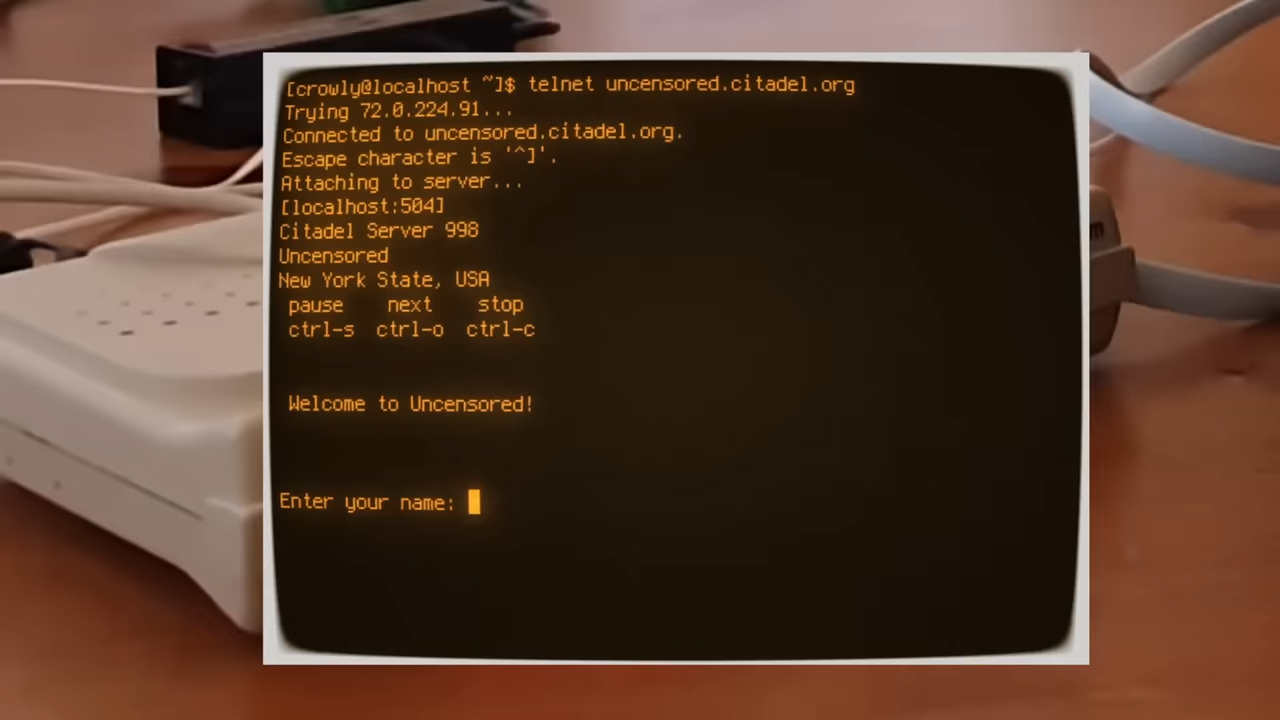 [crowly@localhost ~]$ telnet uncensored.citadel.org
Trying 72.0.224.91...
Connected to uncensored.citadel.org.
Escape character is '^]'.
Attaching to server...
[localhost:504]
Citadel Server 998
Uncensored
New York State, USA
pause next stop
ctrl-s ctrl-o ctrl-c
Welcome to Uncensored!
Enter your name: